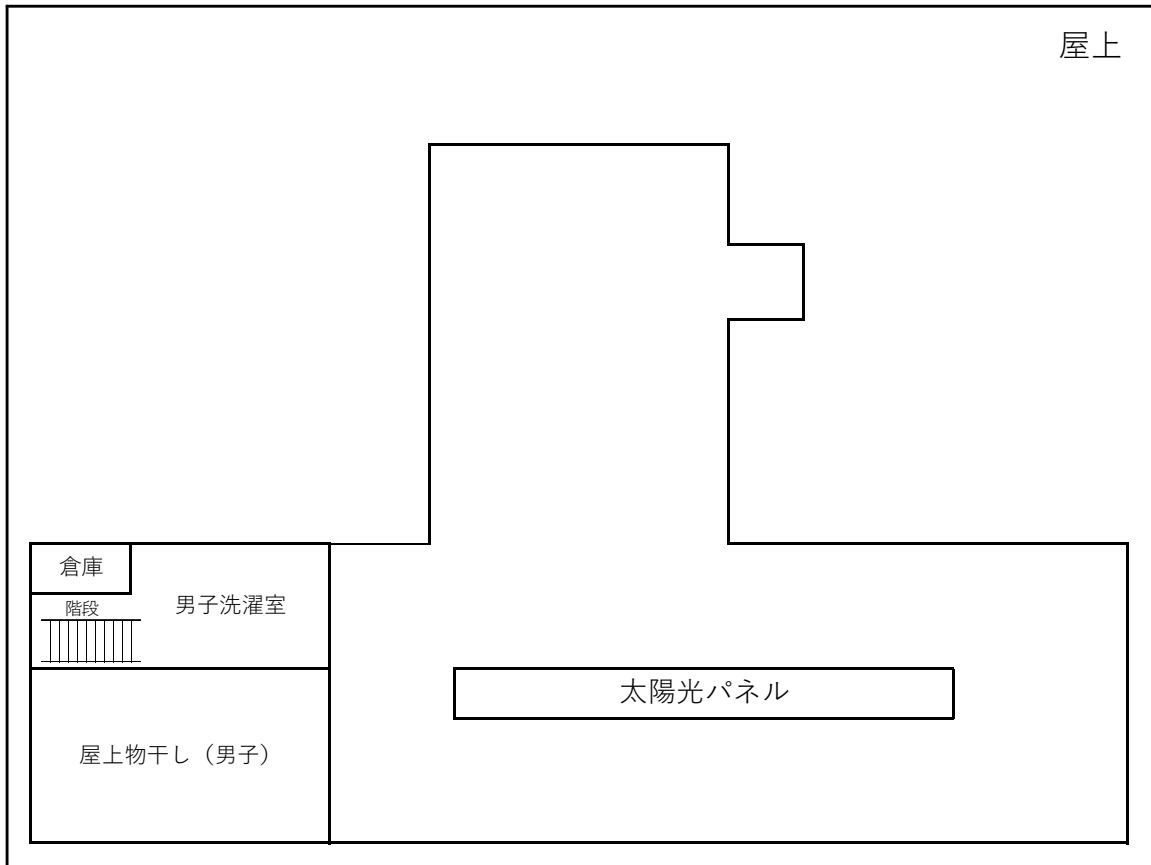 屋上
倉庫
階段
男子洗濯室
太陽光パネル
屋上物干し（男子）